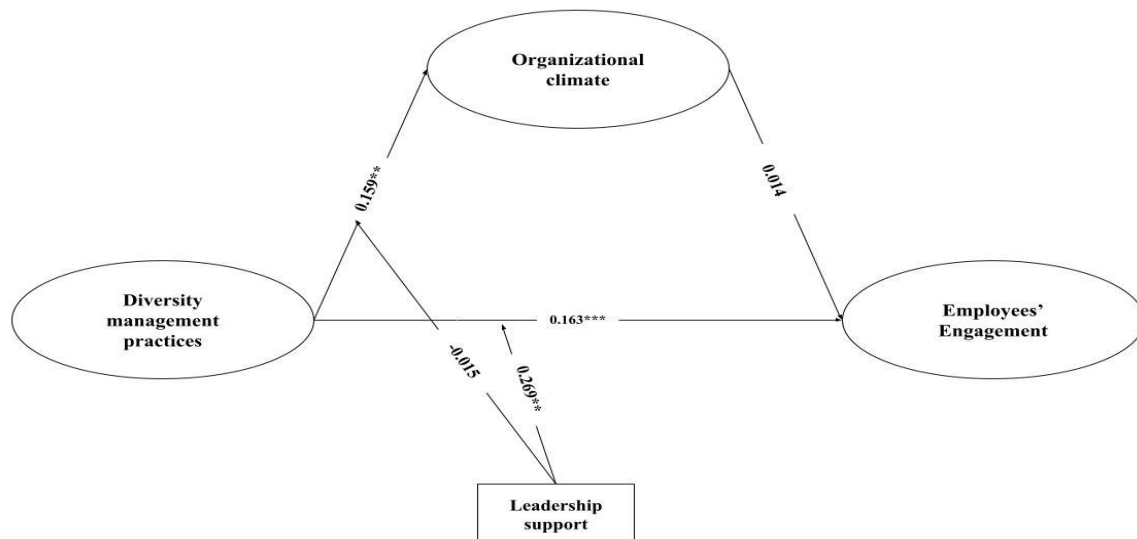 Organizational
climate
0.159**
0.014
Diversity
management
practices
0.163***
Employees'
Engagement
-0.015
0.269**
Leadership
support